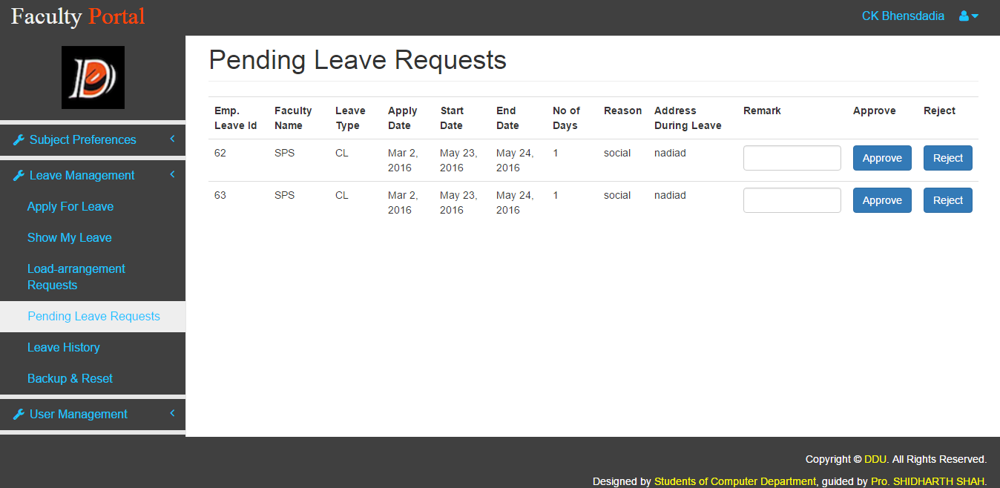 Faculty Portal
CK Bhensdadia
Subject Preferences
Leave Management
Apply For Leave
Show My Leave
Load-arrangement
Requests
Pending Leave Requests
Leave History
Backup & Reset
User Management
Pending Leave Requests
Emp. Faculty Leave Apply Start End No of Reason Address Remark Approve Reject
Leave Id Name Type Date Date Date Days During Leave
62 SPS CL Mar 2, May 23, May 24, 1 social nadiad Approve Reject
2016 2016 2016
63 SPS CL Mar 2, May 23, May 24, 1 social nadiad Approve Reject
2016 2016 2016
Copyright © DDU. All Rights Reserved.
Designed by Students of Computer Department, guided by Pro. SHIDHARTH SHAH.